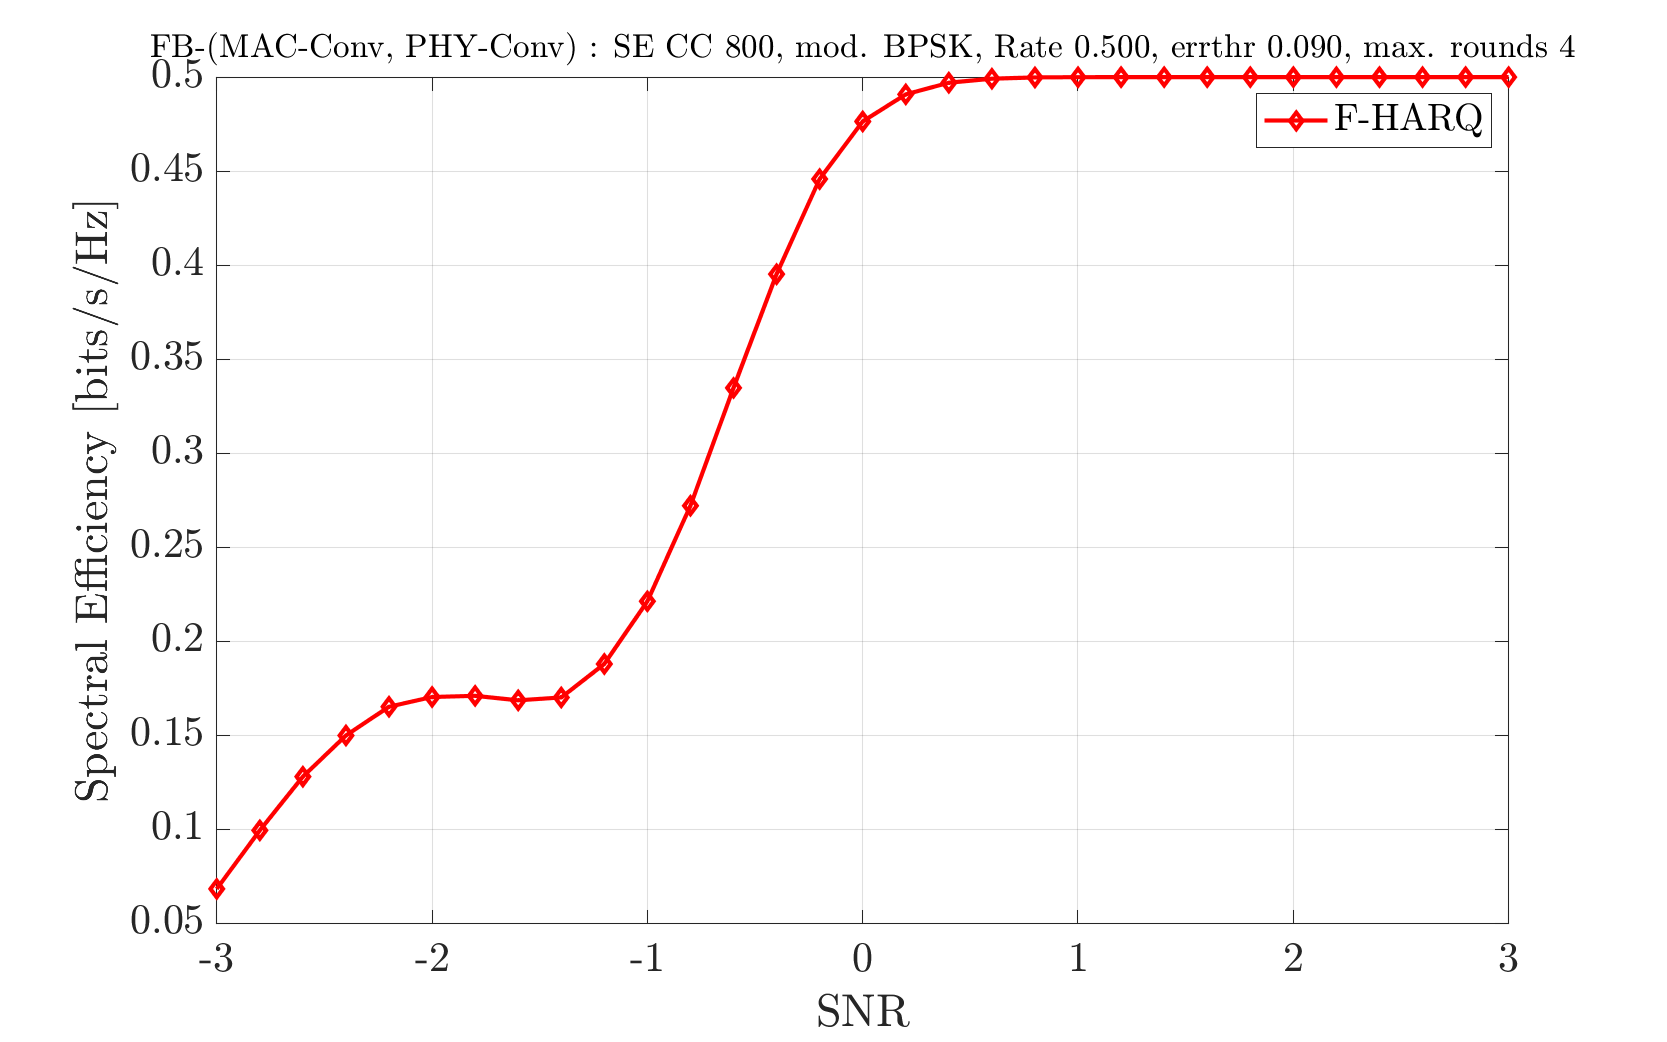 FB-(MAC-Conv, PHY-Conv) : SE CC 800, mod. BPSK, Rate 0.500, errthr 0.090, max. rounds 4
0.5
F-HARQ
0.45
0.4
0.35
0.3
0.25
0.2
0.15
0.1
0.05
Spectral Efficiency [bits/s/Hz]
-3 -2 -1 0 1 2 3
SNR